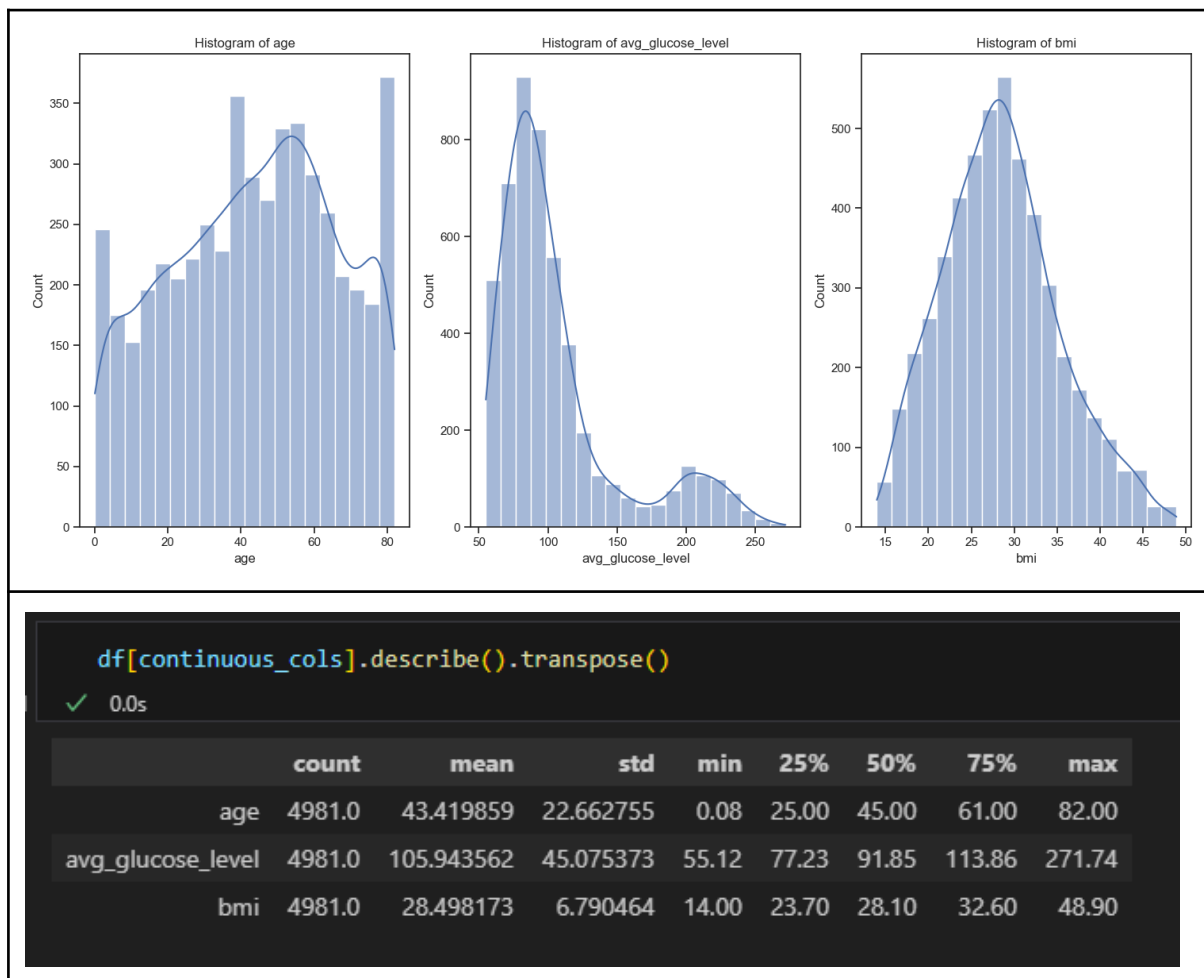 Histogram of age
350
300
250
200
150
100
50
0
Count
0 20 40 60 80
age
Histogram of avg_glucose_level
800
600
400
200
0
Count
50 100 150 200 250
avg_glucose_level
Histogram of bmi
500
400
300
200
100
0
Count
15 20 25 30 35 40 45 50
bmi
df[continuous_cols].describe().transpose()
0.0s
count mean std min 25% 50% 75% max
age 4981.0 43.419859 22.662755 0.08 25.00 45.00 61.00 82.00
avg_glucose_level 4981.0 105.943562 45.075373 55.12 77.23 91.85 113.86 271.74
bmi 4981.0 28.498173 6.790464 14.00 23.70 28.10 32.60 48.90